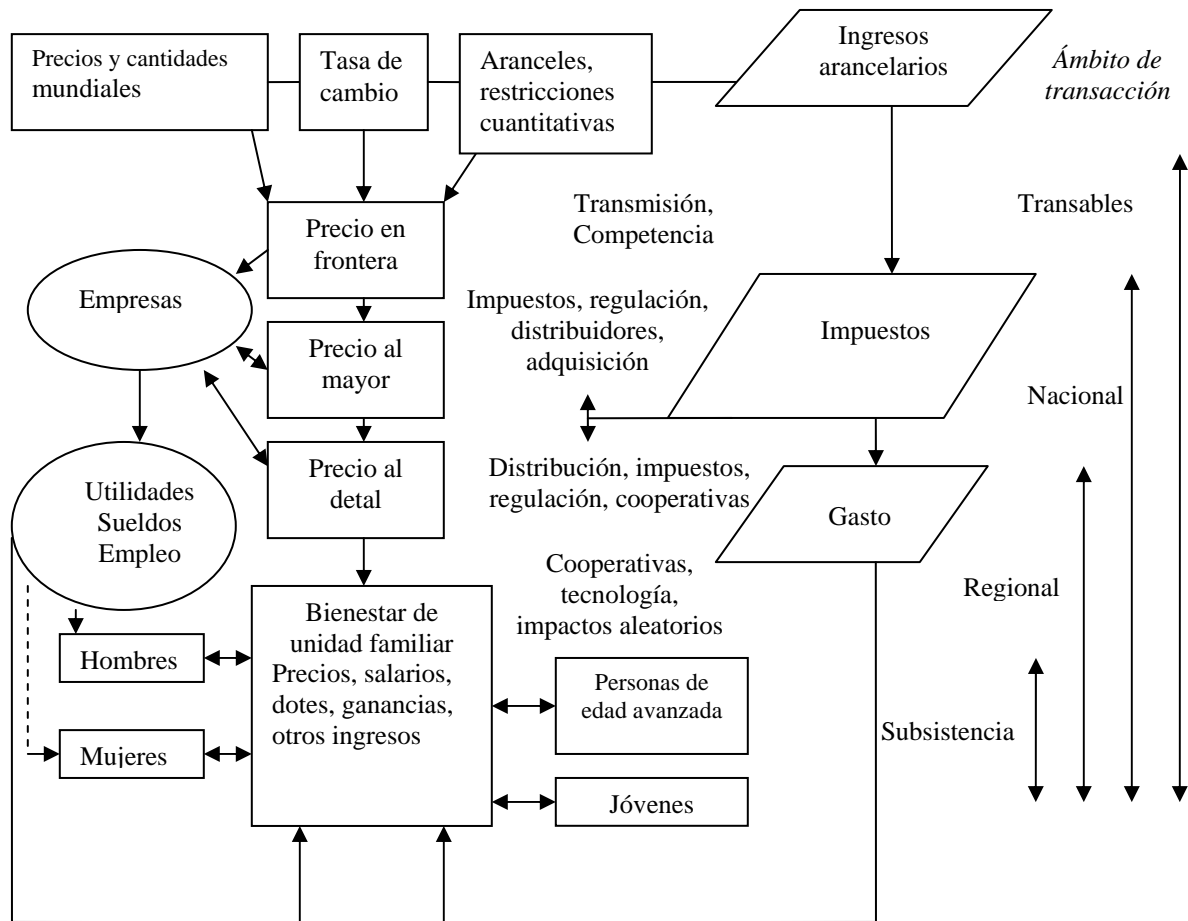 Precios y cantidades
mundiales
Tasa de
cambio
Aranceles,
restricciones
cuantitativas
Ingresos
arancelarios
Ámbito de
transacción
Precio en
frontera
Transmisión,
Competencia
Transables
Empresas
Impuestos, regulación,
distribuidores,
adquisición
Impuestos
Precio al
mayor
Nacional
Precio al
detal
Distribución, impuestos,
regulación, cooperativas
Gasto
Utilidades
Sueldos
Empleo
Cooperativas,
tecnología,
impactos aleatorios
Regional
Bienestar de
unidad familiar
Precios, salarios,
dotes, ganancias,
otros ingresos
Hombres
Personas de
edad avanzada
Mujeres
Subsistencia
Jóvenes